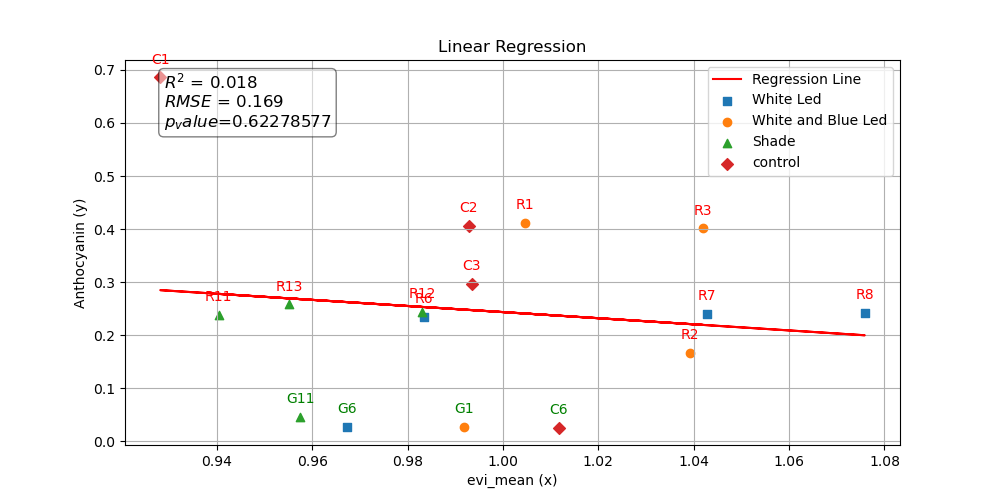 Linear Regression
C1
R² = 0.018
RMSE = 0.169
pᵥalue=0.62278577
Regression Line
White Led
White and Blue Led
Shade
control
C2
R1
R3
C3
R13
R11
R12
R6
R7
R8
R2
G11
G6
G1
C6
0.7
0.6
0.5
0.4
0.3
0.2
0.1
0.0
Anthocyanin (y)
0.94
0.96
0.98
1.00
1.02
1.04
1.06
1.08
evi_mean (x)